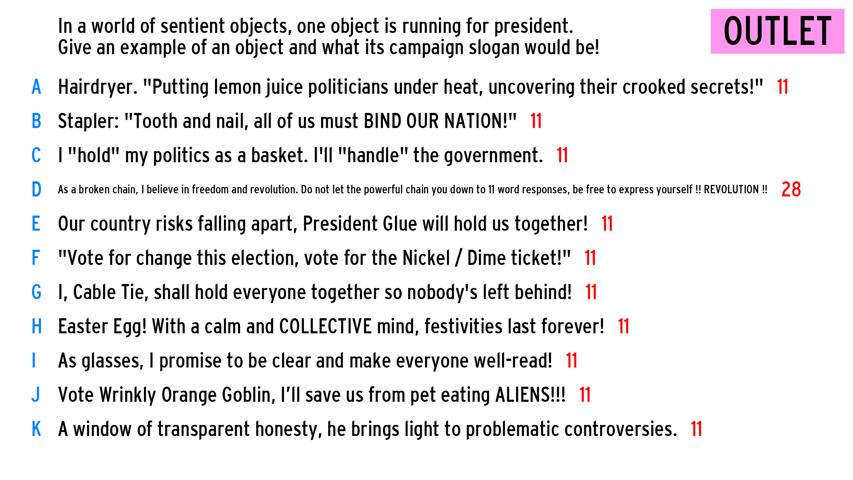 In a world of sentient objects, one object is running for president.
Give an example of an object and what its campaign slogan would be!
OUTLET
A Hairdryer. "Putting lemon juice politicians under heat, uncovering their crooked secrets!" 11
B Stapler: "Tooth and nail, all of us must BIND OUR NATION!" 11
C I "hold" my politics as a basket. I'll "handle" the government. 11
D As a broken chain, I believe in freedom and revolution. Do not let the powerful chain you down to 11 word responses, be free to express yourself !! REVOLUTION !! 28
E Our country risks falling apart, President Glue will hold us together! 11
F "Vote for change this election, vote for the Nickel / Dime ticket!" 11
G I, Cable Tie, shall hold everyone together so nobody's left behind! 11
H Easter Egg! With a calm and COLLECTIVE mind, festivities last forever! 11
I As glasses, I promise to be clear and make everyone well-read! 11
J Vote Wrinkly Orange Goblin, I’ll save us from pet eating ALIENS!!! 11
K A window of transparent honesty, he brings light to problematic controversies. 11